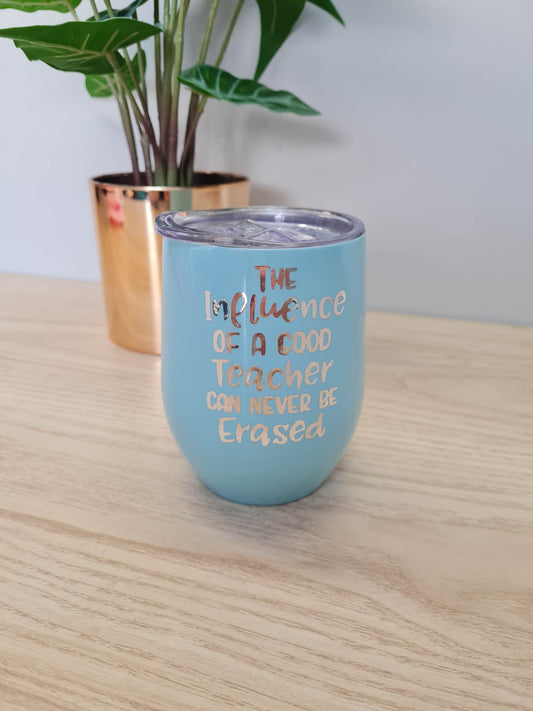 THE
Influence
OF A GOOD
Teacher
CAN NEVER BE
Erased